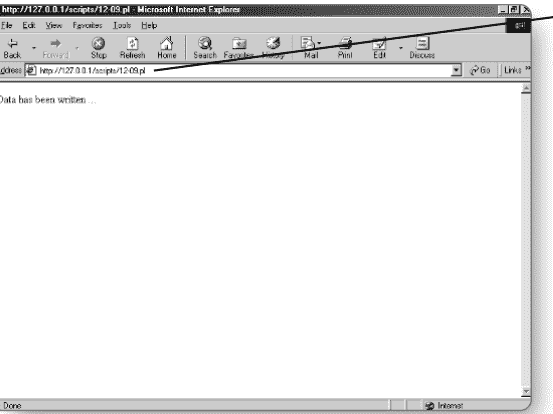 http://127.0.0.1/scripts/12-09.pl - Microsoft Internet Explorer
File Edit View Favorites Tools Help
Back Forward Stop Refresh Home Search Favorites History Mail Print Edit Discuss
Address http://127.0.0.1/scripts/12-09.pl Go Links »
Data has been written ...
Done Internet